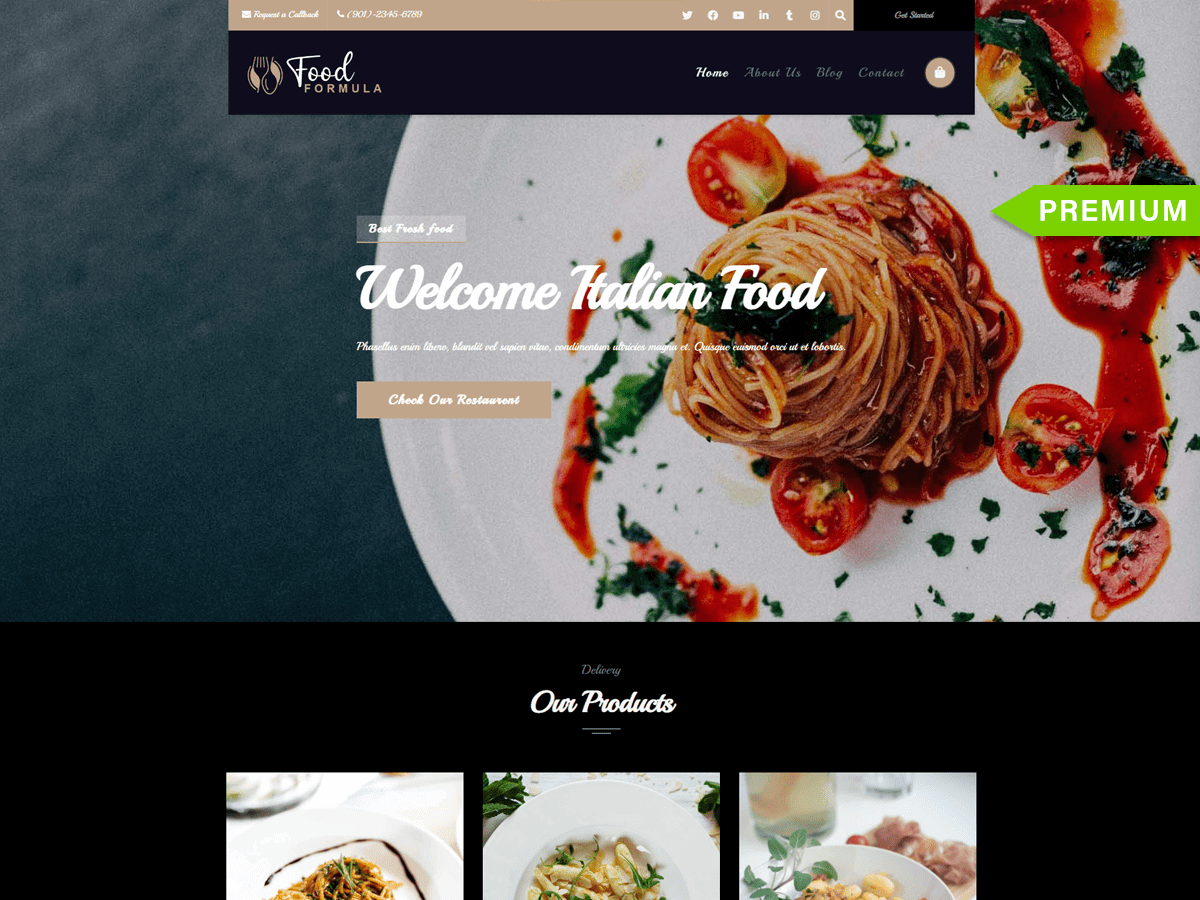 Request a Callback
(901)-2345-6789
Get Started
Food
FORMULA
Home
About Us
Blog
Contact
PREMIUM
Best Fresh food
Welcome Italian Food
Phasellus enim libero, blandit vel sapien vitae, condimentum ultricies magna et. Quisque euismod orci ut et lobortis.
Check Our Restaurent
Delivery
Our Products